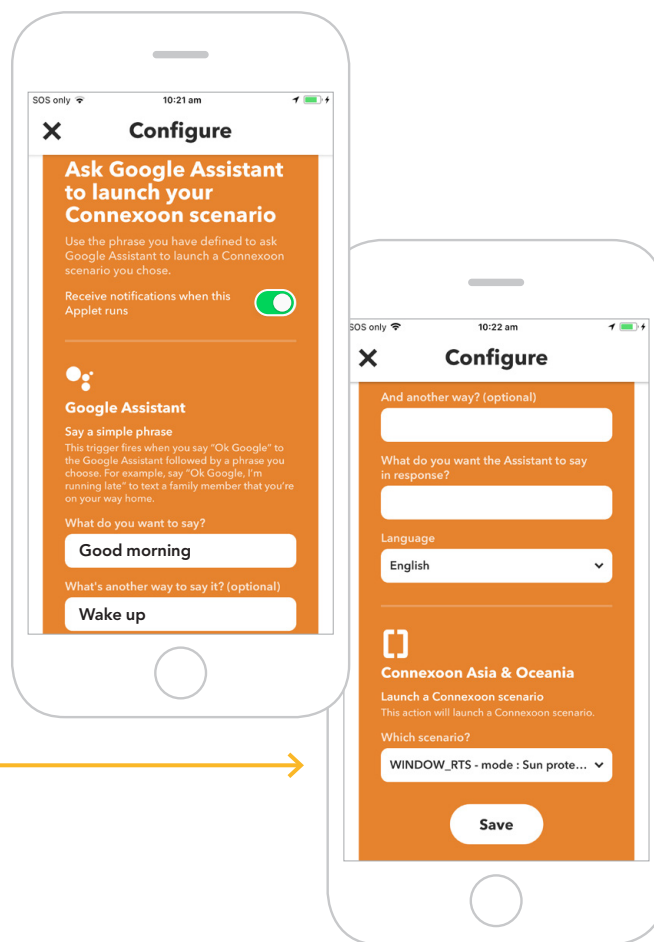 SOS only 10:21 am
Configure
Ask Google Assistant
to launch your
Connexoon scenario
Use the phrase you have defined to ask
Google Assistant to launch a Connexoon
scenario you chose.
Receive notifications when this
Applet runs
Google Assistant
Say a simple phrase
This trigger fires when you say “Ok Google” to
the Google Assistant followed by a phrase you
choose. For example, say “Ok Google, I’m
running late” to text a family member that you’re
on your way home.
What do you want to say?
Good morning
What's another way to say it? (optional)
Wake up
SOS only 10:22 am
Configure
And another way? (optional)
What do you want the Assistant to say
in response?
Language
English
Connexoon Asia & Oceania
Launch a Connexoon scenario
This action will launch a Connexoon scenario.
Which scenario?
WINDOW_RTS - mode : Sun prote...
Save